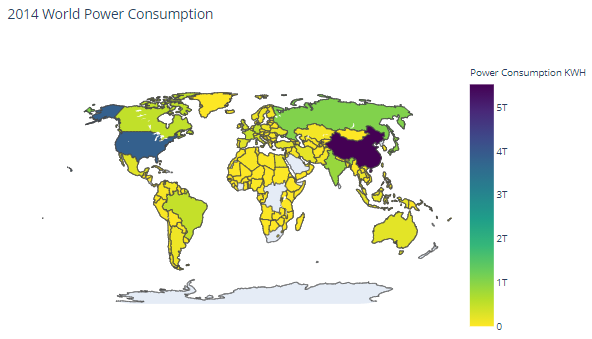 2014 World Power Consumption
Power Consumption KWH
5T
4T
3T
2T
1T
0